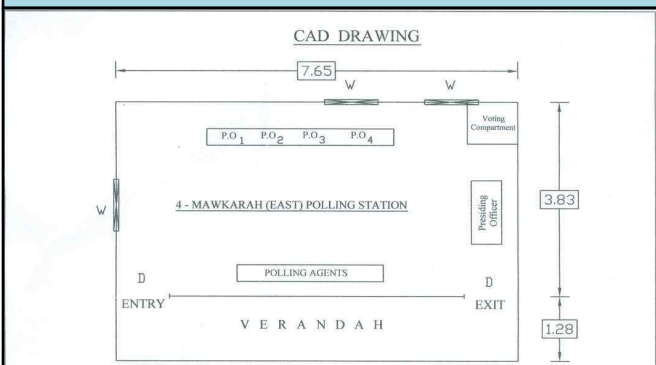 CAD DRAWING
7.65
W
W
P.O1 P.O2 P.O3 P.O4
Voting
Compartment
W
4 - MAWKARAH (EAST) POLLING STATION
Presiding
Officer
3.83
POLLING AGENTS
D
D
ENTRY
EXIT
VERANDAH
1.28